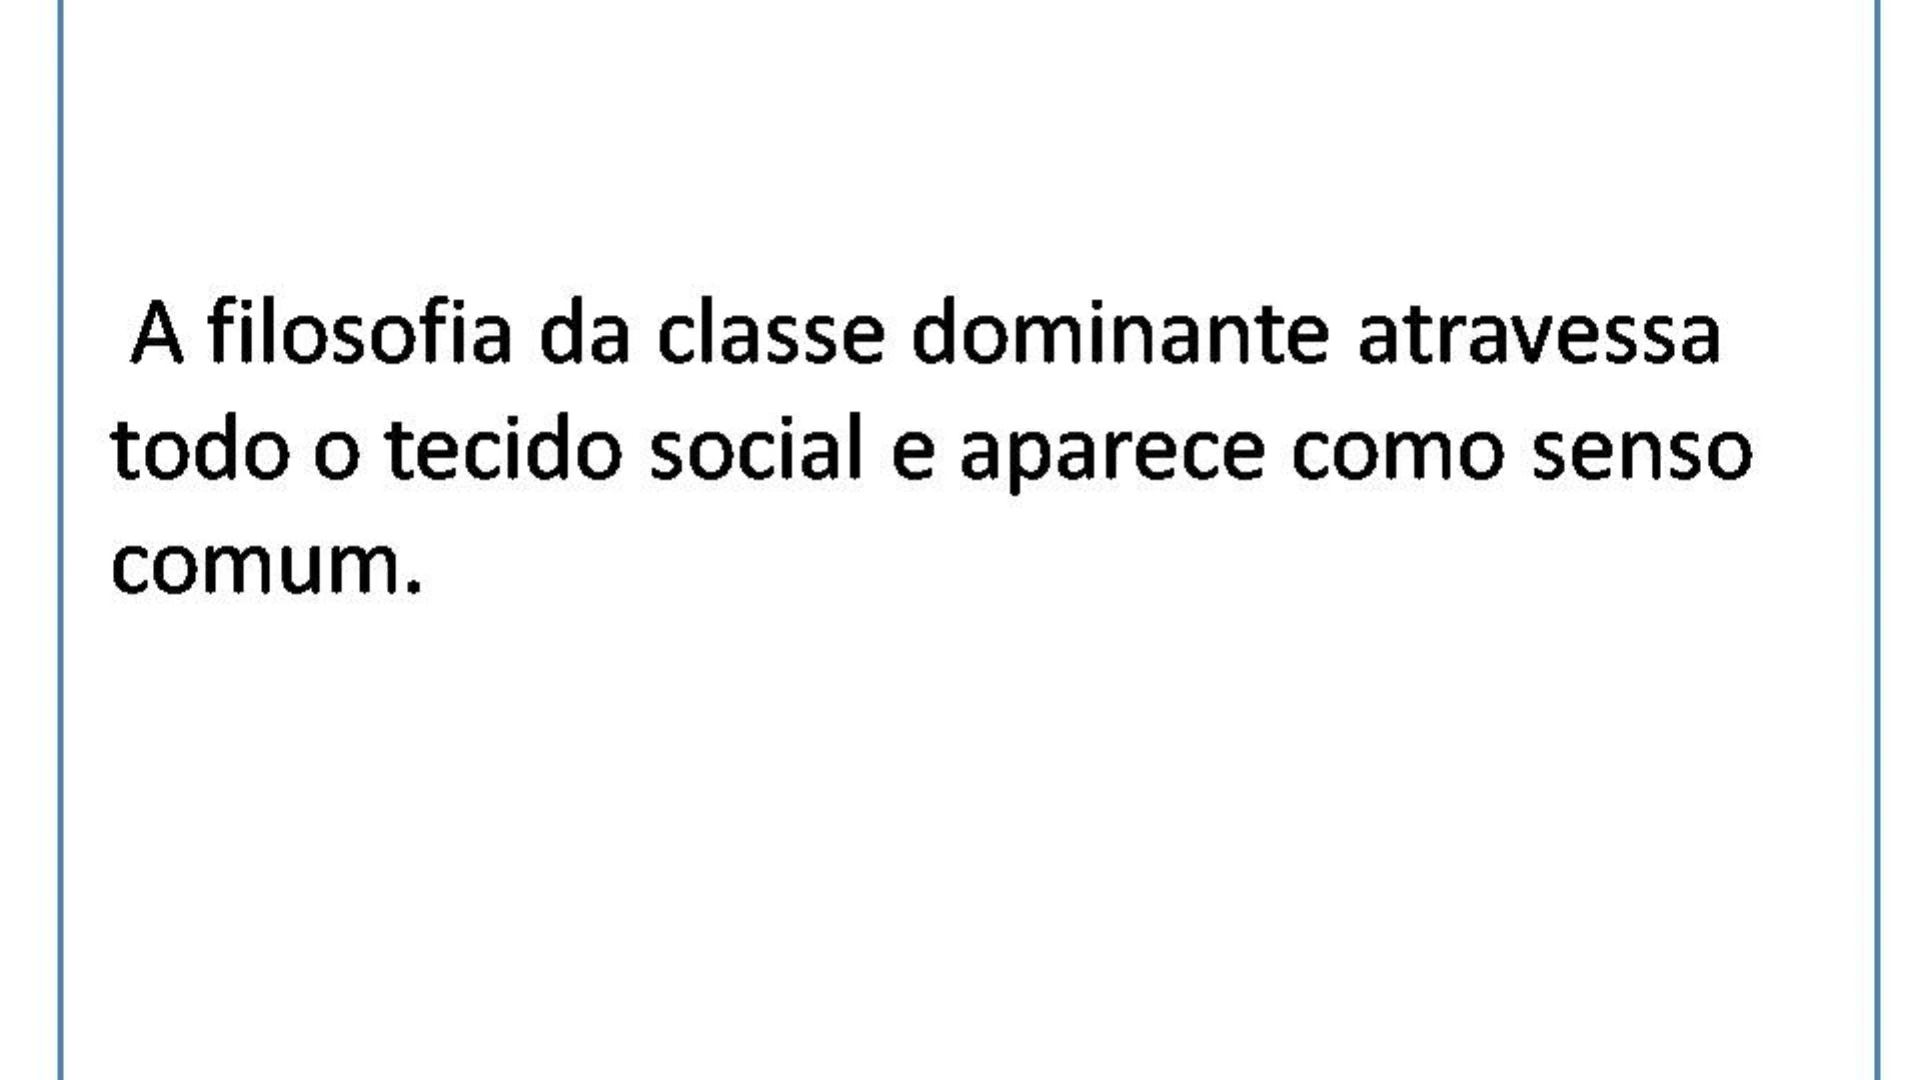 A filosofia da classe dominante atravessa
todo o tecido social e aparece como senso
comum.